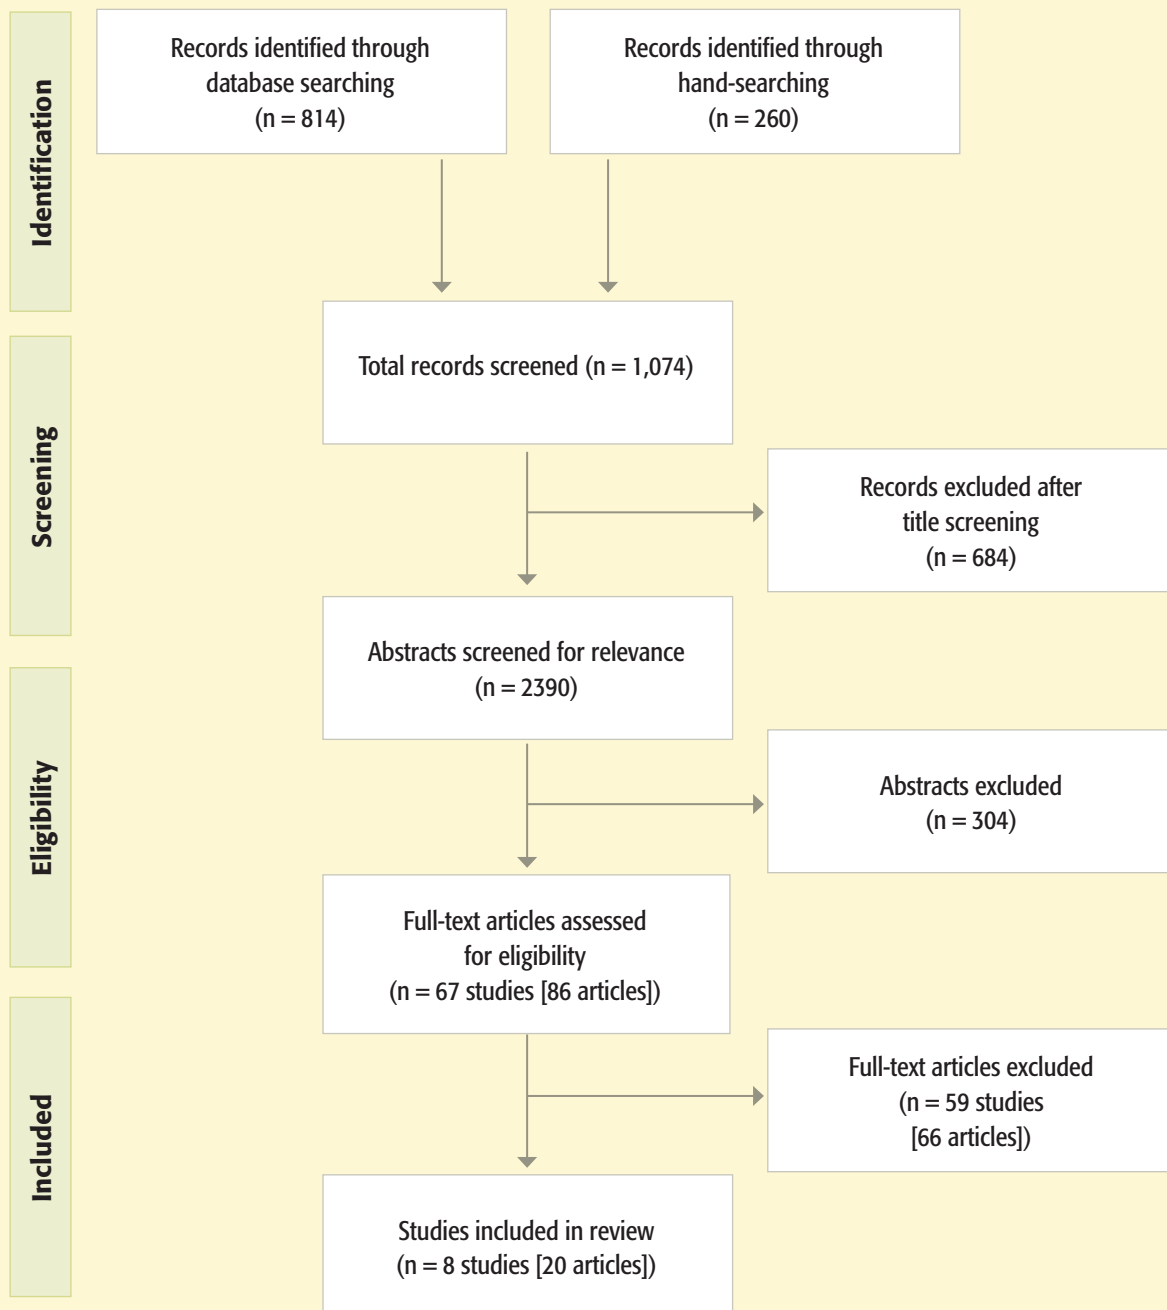 Identification
Records identified through
database searching
(n = 814)
Records identified through
hand-searching
(n = 260)
Screening
Total records screened (n = 1,074)
Records excluded after
title screening
(n = 684)
Abstracts screened for relevance
(n = 2390)
Eligibility
Abstracts excluded
(n = 304)
Full-text articles assessed
for eligibility
(n = 67 studies [86 articles])
Included
Full-text articles excluded
(n = 59 studies
[66 articles])
Studies included in review
(n = 8 studies [20 articles])